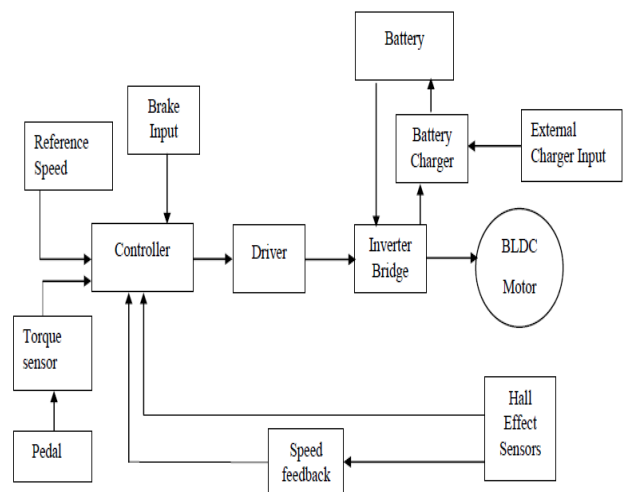 Battery
Brake
Input
Reference
Speed
Battery
Charger
External
Charger Input
Controller
Driver
Inverter
Bridge
BLDC
Motor
Torque
sensor
Pedal
Speed
feedback
Hall
Effect
Sensors